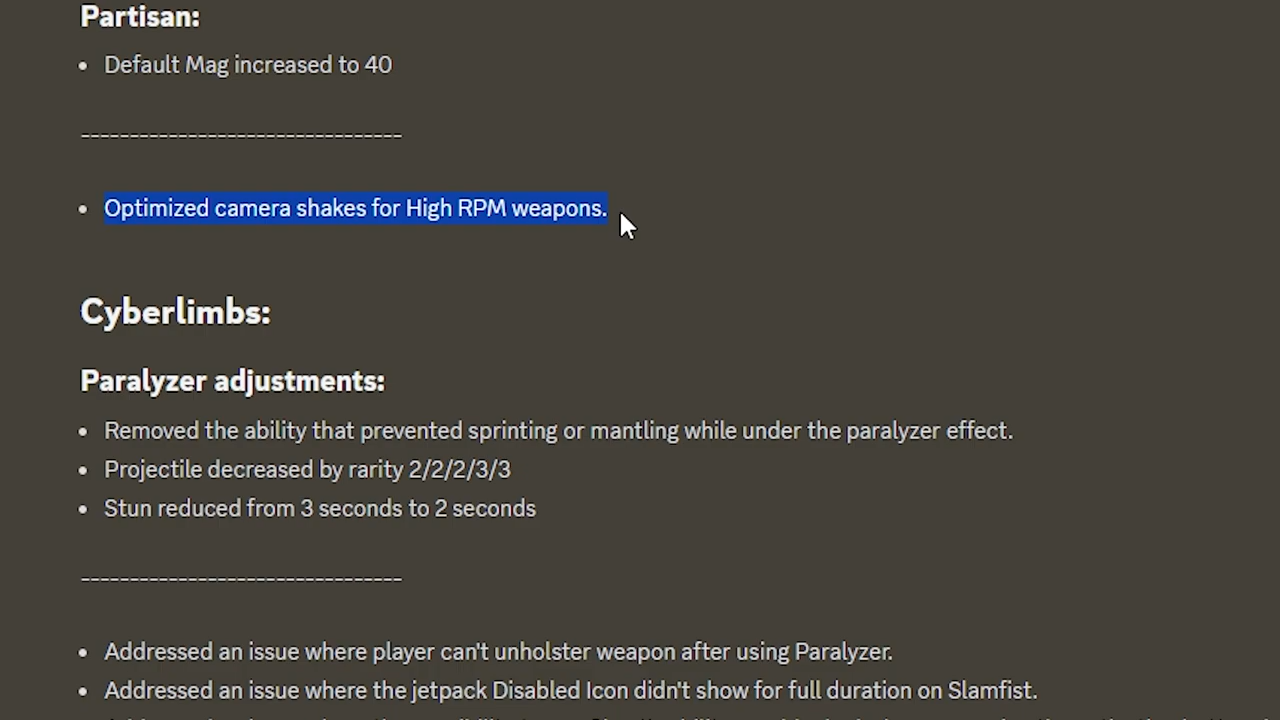 Partisan:
• Default Mag increased to 40
---------------------------------
• Optimized camera shakes for High RPM weapons.
Cyberlimbs:
Paralyzer adjustments:
• Removed the ability that prevented sprinting or mantling while under the paralyzer effect.
• Projectile decreased by rarity 2/2/2/3/3
• Stun reduced from 3 seconds to 2 seconds
---------------------------------
• Addressed an issue where player can't unholster weapon after using Paralyzer.
• Addressed an issue where the jetpack Disabled Icon didn't show for full duration on Slamfist.